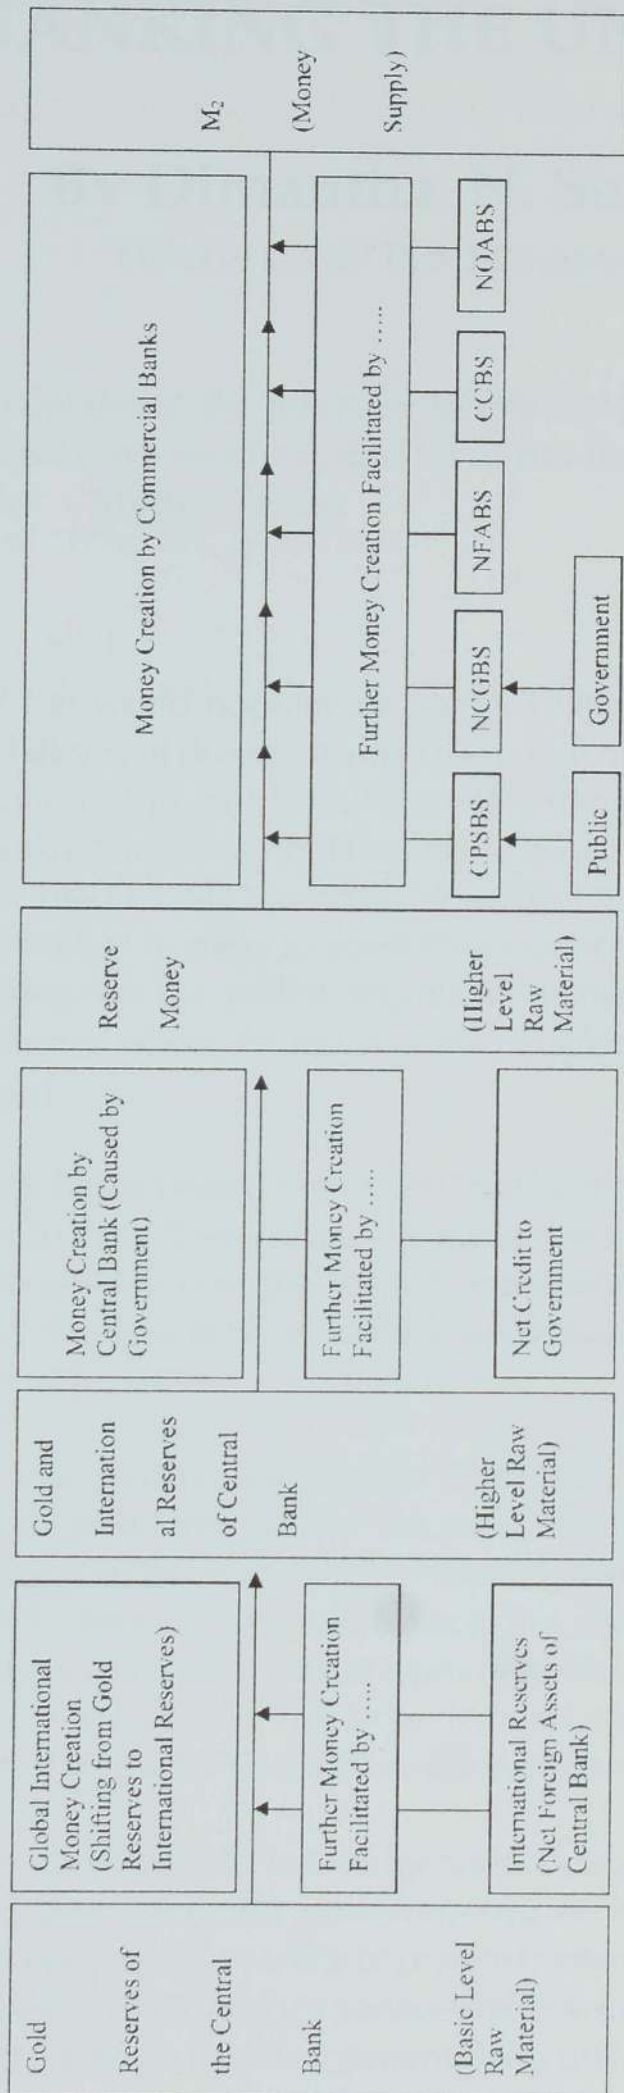 Gold
Reserves of
the Central
Bank
(Basic Level
Raw
Material)
Global International
Money Creation
(Shifting from Gold
Reserves to
International Reserves)
Further Money Creation
Facilitated by …..
International Reserves
(Net Foreign Assets of
Central Bank)
Gold and
Internation
al Reserves
of Central
Bank
(Higher
Level Raw
Material)
Money Creation by
Central Bank (Caused by
Government)
Further Money Creation
Facilitated by …..
Net Credit to
Government
Reserve
Money
(Higher
Level
Raw
Material)
Money Creation by Commercial Banks
Further Money Creation Facilitated by …..
CPSBS
NCGBS
NFABS
CCBS
NOABS
Public
Government
M₂
(Money
Supply)